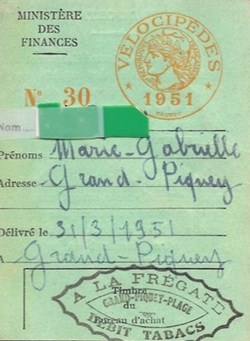 MINISTÈRE
DES
FINANCES
VÉLOCIPÈDES
1951
N° 30
Nom
Prénoms Marie-Gabrielle
Adresse - Grand-Piquey
Délivré le 31/3/1951
A Grand-Piquey
Timbre
du
Bureau d'achat
A LA FRÉGATE
GRAND-PIQUEY-PLAGE
DÉBIT TABACS